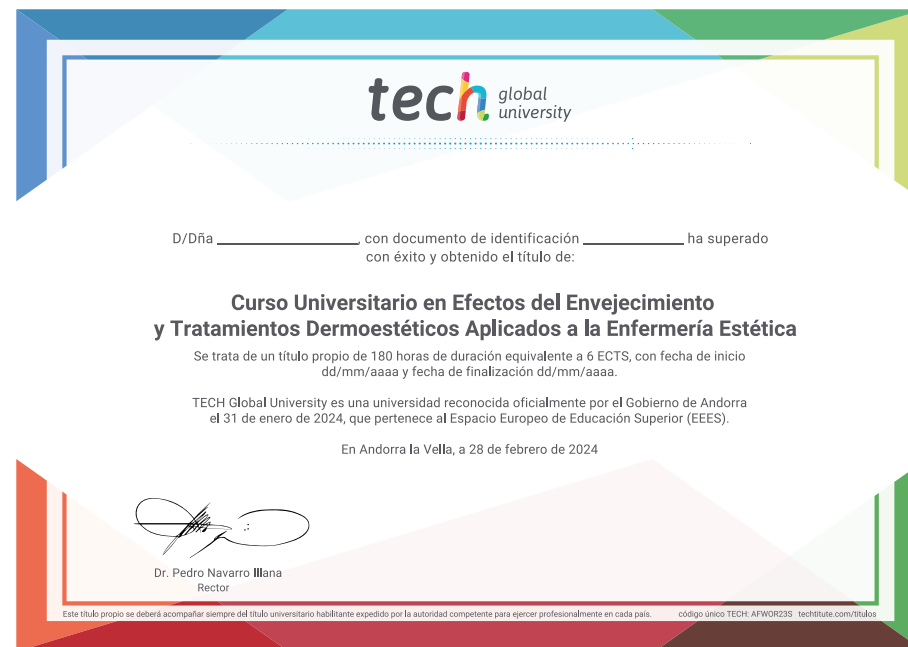 tech global
university
D/Dña ____________________, con documento de identificación ______________ ha superado
con éxito y obtenido el título de:
Curso Universitario en Efectos del Envejecimiento
y Tratamientos Dermoestéticos Aplicados a la Enfermería Estética
Se trata de un título propio de 180 horas de duración equivalente a 6 ECTS, con fecha de inicio
dd/mm/aaaa y fecha de finalización dd/mm/aaaa.
TECH Global University es una universidad reconocida oficialmente por el Gobierno de Andorra
el 31 de enero de 2024, que pertenece al Espacio Europeo de Educación Superior (EEES).
En Andorra la Vella, a 28 de febrero de 2024
Dr. Pedro Navarro Illana
Rector
Este título propio se deberá acompañar siempre del título universitario habilitante expedido por la autoridad competente para ejercer profesionalmente en cada país. código único TECH: AFWOR23S techtitute.com/titulos